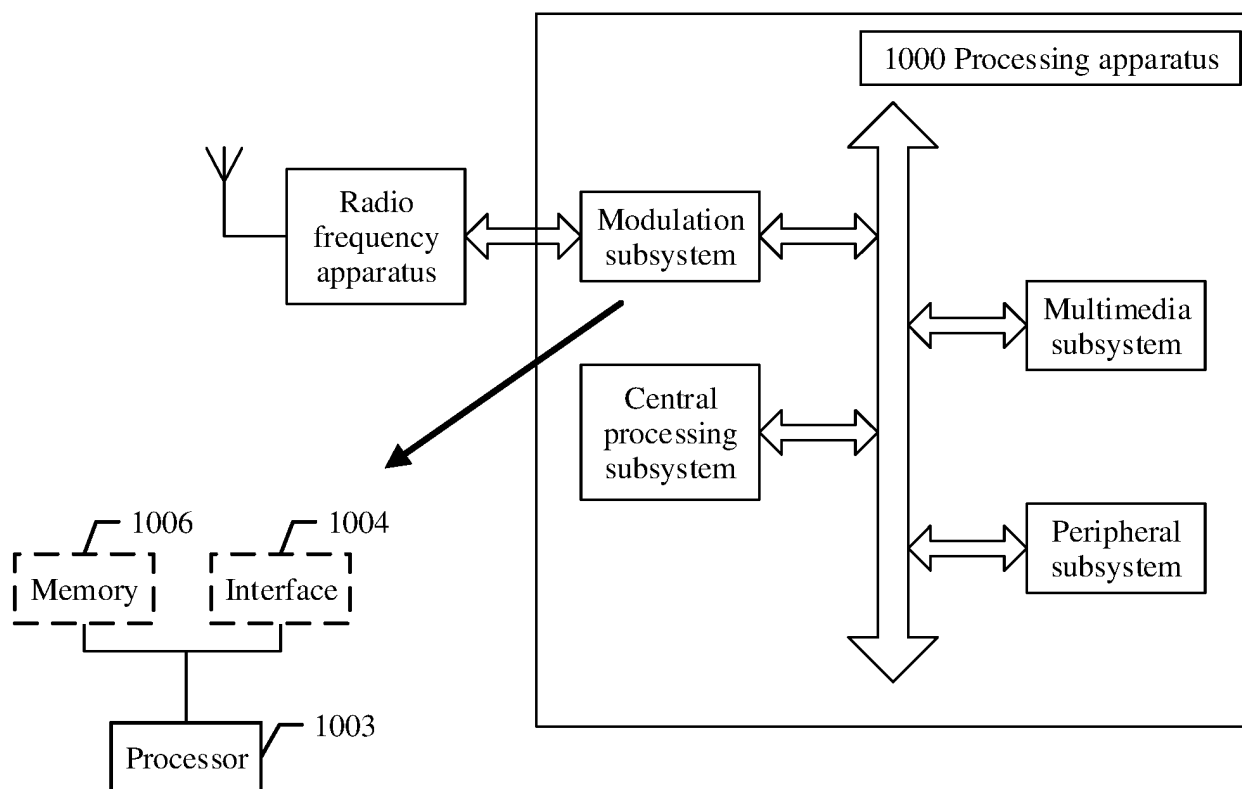 1000 Processing apparatus
Radio
frequency
apparatus
Modulation
subsystem
Multimedia
subsystem
Central
processing
subsystem
Peripheral
subsystem
1006
1004
Memory
Interface
1003
Processor